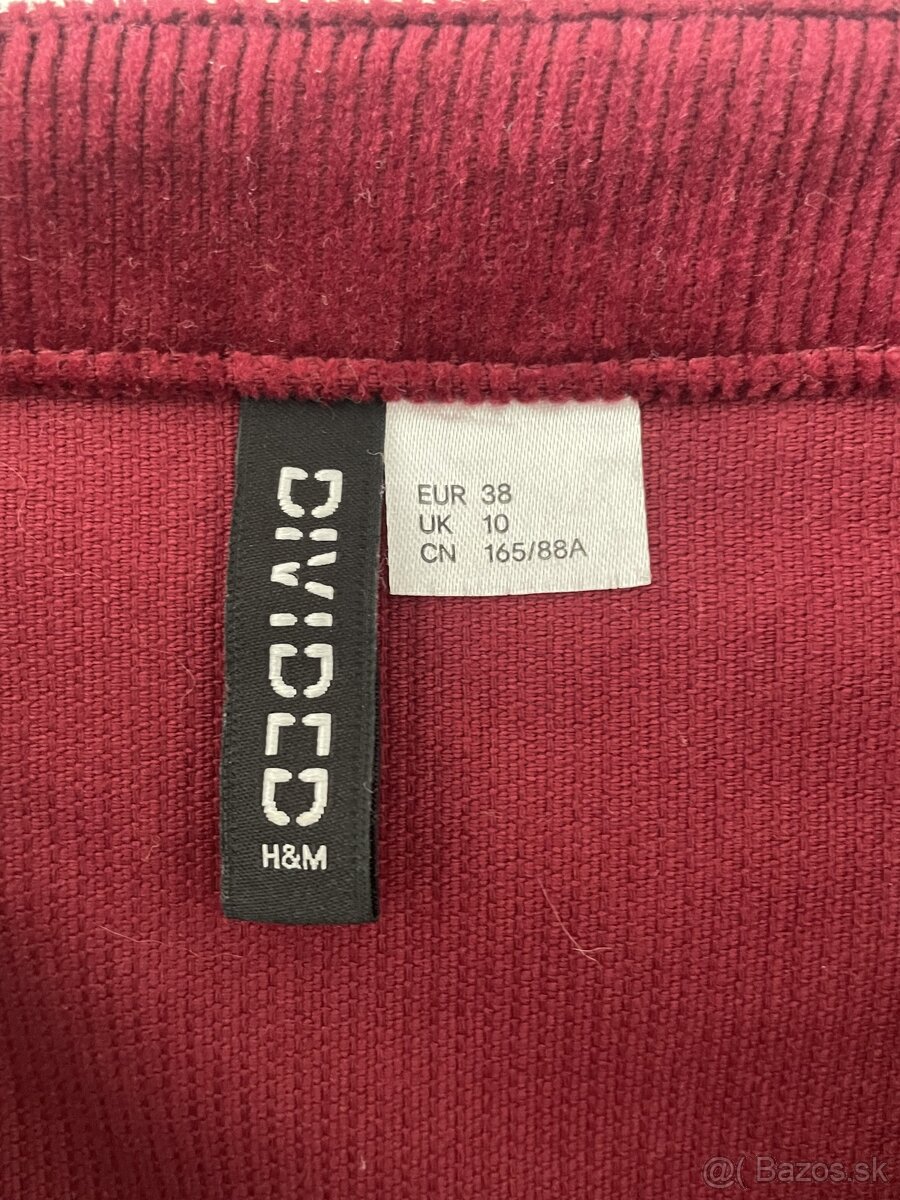 DIVIDED
H&M
EUR 38
UK 10
CN 165/88A
@( Bazos.sk